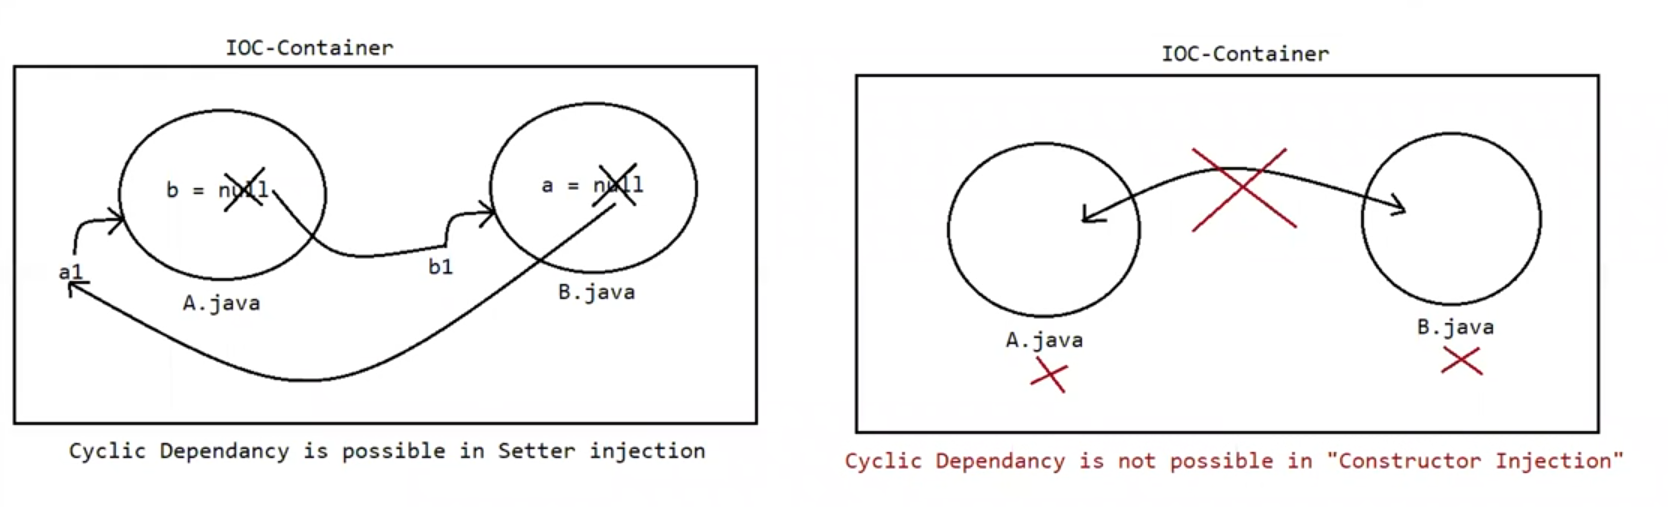 IOC-Container
b = null
a = null
a1
b1
A.java
B.java
Cyclic Dependancy is possible in Setter injection
IOC-Container
A.java
B.java
Cyclic Dependancy is not possible in "Constructor Injection"